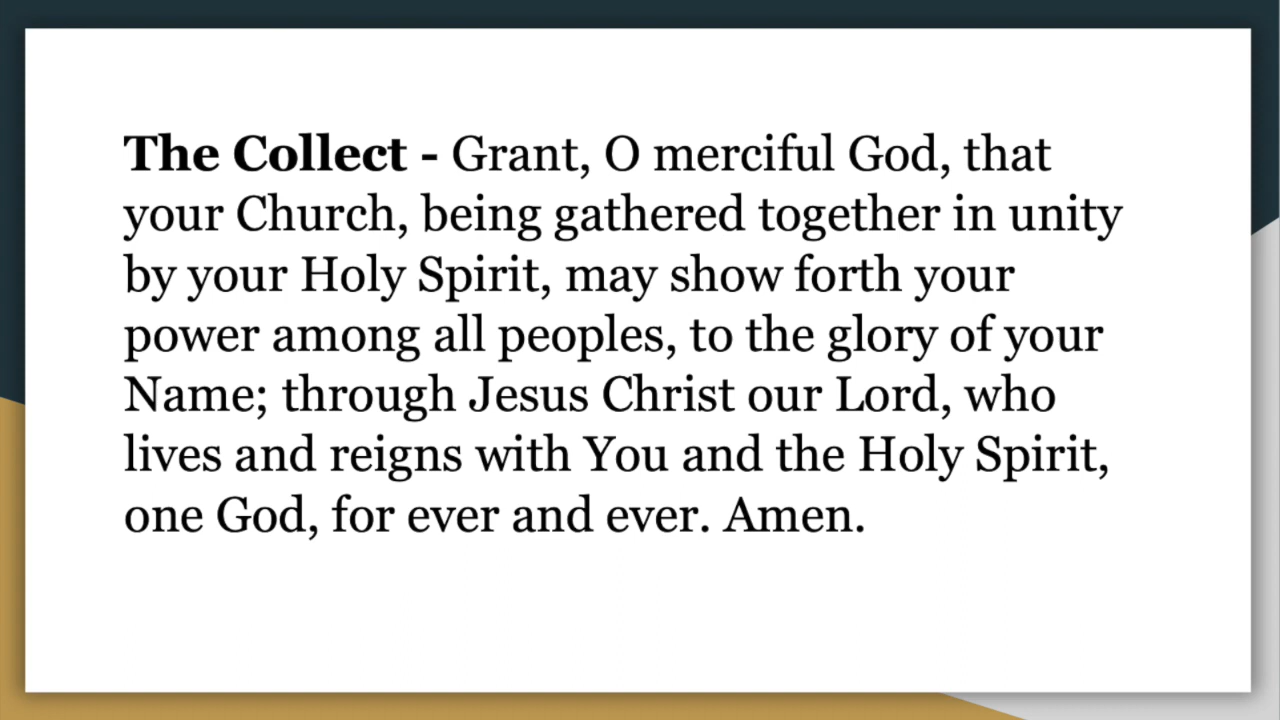 The Collect - Grant, O merciful God, that
your Church, being gathered together in unity
by your Holy Spirit, may show forth your
power among all peoples, to the glory of your
Name; through Jesus Christ our Lord, who
lives and reigns with You and the Holy Spirit,
one God, for ever and ever. Amen.